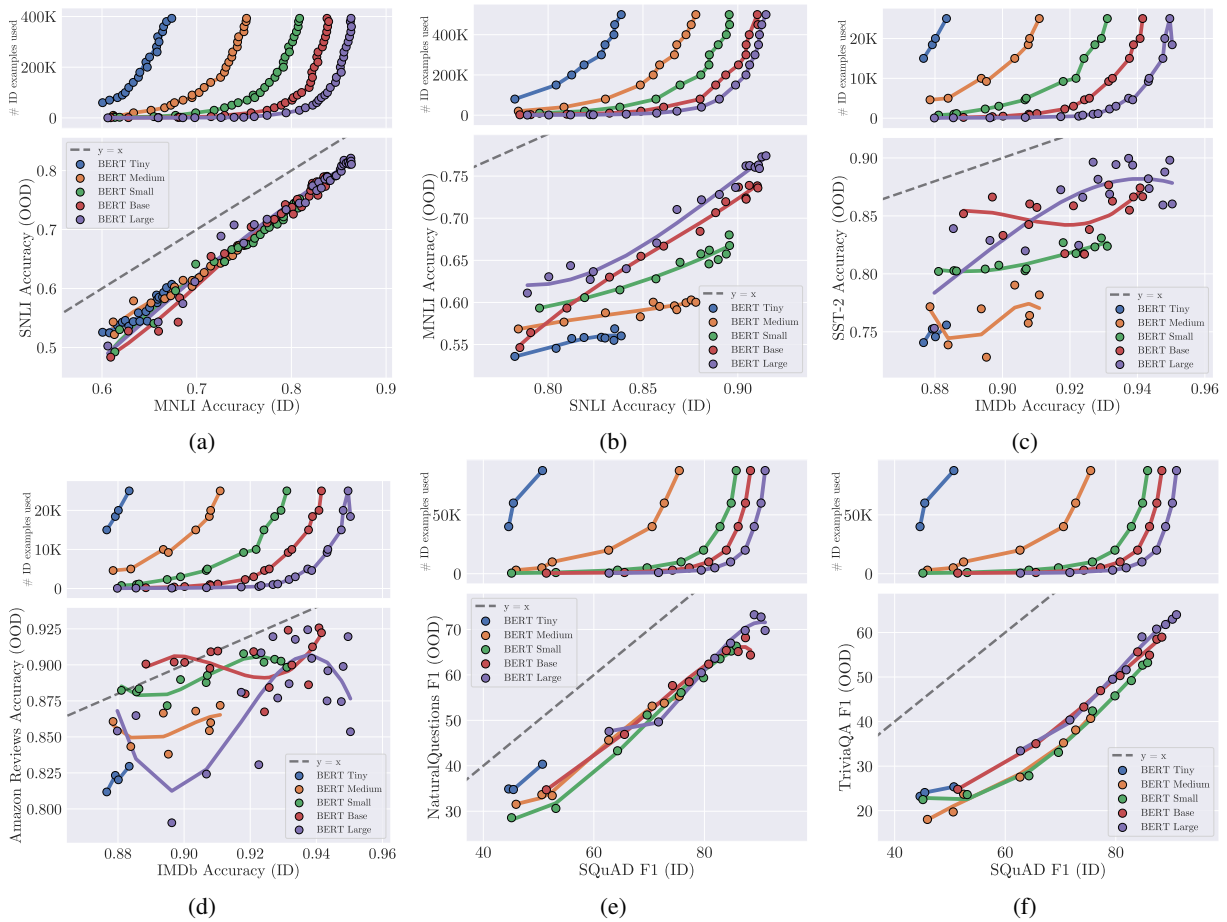 400K
200K
0
# ID examples used
0.8
0.7
0.6
0.5
SNLI Accuracy (OOD)
y = x
BERT Tiny
BERT Medium
BERT Small
BERT Base
BERT Large
0.6 0.7 0.8 0.9
MNLI Accuracy (ID)
(a)
400K
200K
0
# ID examples used
0.75
0.70
0.65
0.60
0.55
MNLI Accuracy (OOD)
y = x
BERT Tiny
BERT Medium
BERT Small
BERT Base
BERT Large
0.80 0.85 0.90
SNLI Accuracy (ID)
(b)
20K
10K
0
# ID examples used
0.90
0.85
0.80
0.75
SST-2 Accuracy (OOD)
y = x
BERT Tiny
BERT Medium
BERT Small
BERT Base
BERT Large
0.88 0.90 0.92 0.94 0.96
IMDb Accuracy (ID)
(c)
20K
10K
0
# ID examples used
0.925
0.900
0.875
0.850
0.825
0.800
Amazon Reviews Accuracy (OOD)
y = x
BERT Tiny
BERT Medium
BERT Small
BERT Base
BERT Large
0.88 0.90 0.92 0.94 0.96
IMDb Accuracy (ID)
(d)
50K
0
# ID examples used
70
60
50
40
30
NaturalQuestions F1 (OOD)
y = x
BERT Tiny
BERT Medium
BERT Small
BERT Base
BERT Large
40 60 80
SQuAD F1 (ID)
(e)
50K
0
# ID examples used
60
50
40
30
20
TriviaQA F1 (OOD)
y = x
BERT Tiny
BERT Medium
BERT Small
BERT Base
BERT Large
40 60 80
SQuAD F1 (ID)
(f)